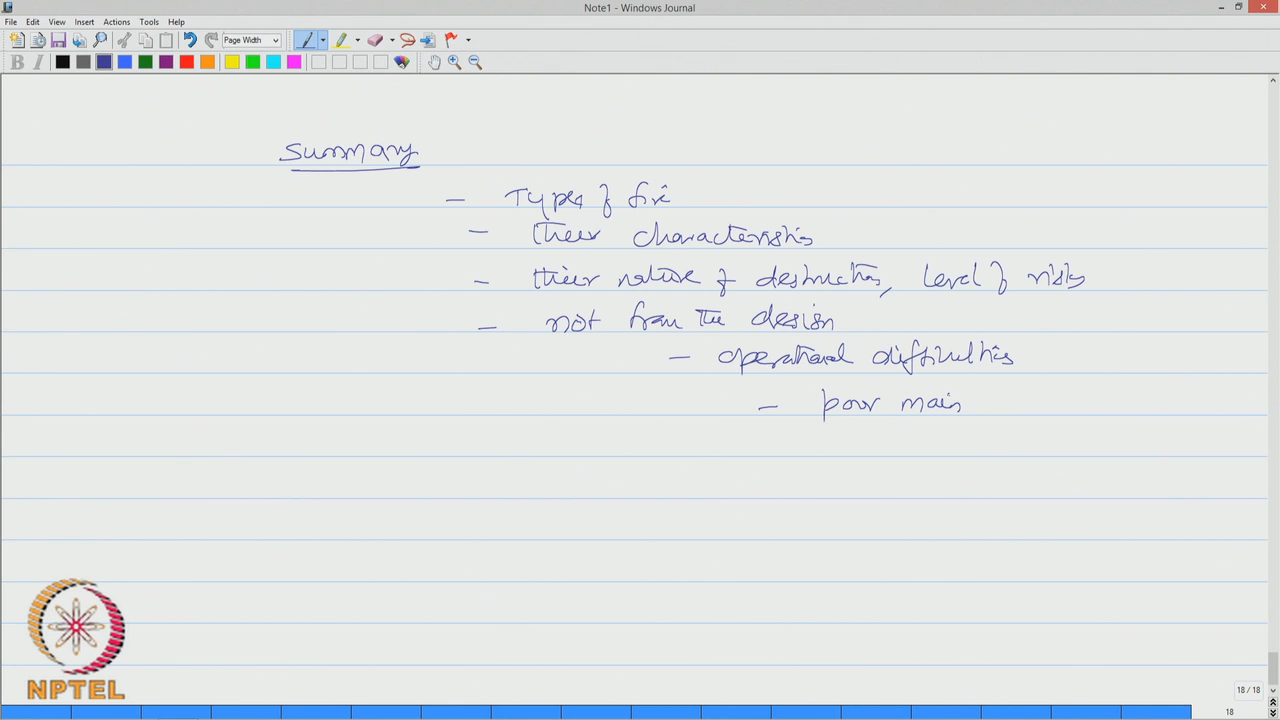 Note1 - Windows Journal
File Edit View Insert Actions Tools Help
Page Width
B I
Summary
- Types of fire
- their characteristics
- thier nature of destruction, level of risks
- not from the design
- operational difficulties
- poor main
NPTEL
18 / 18
18